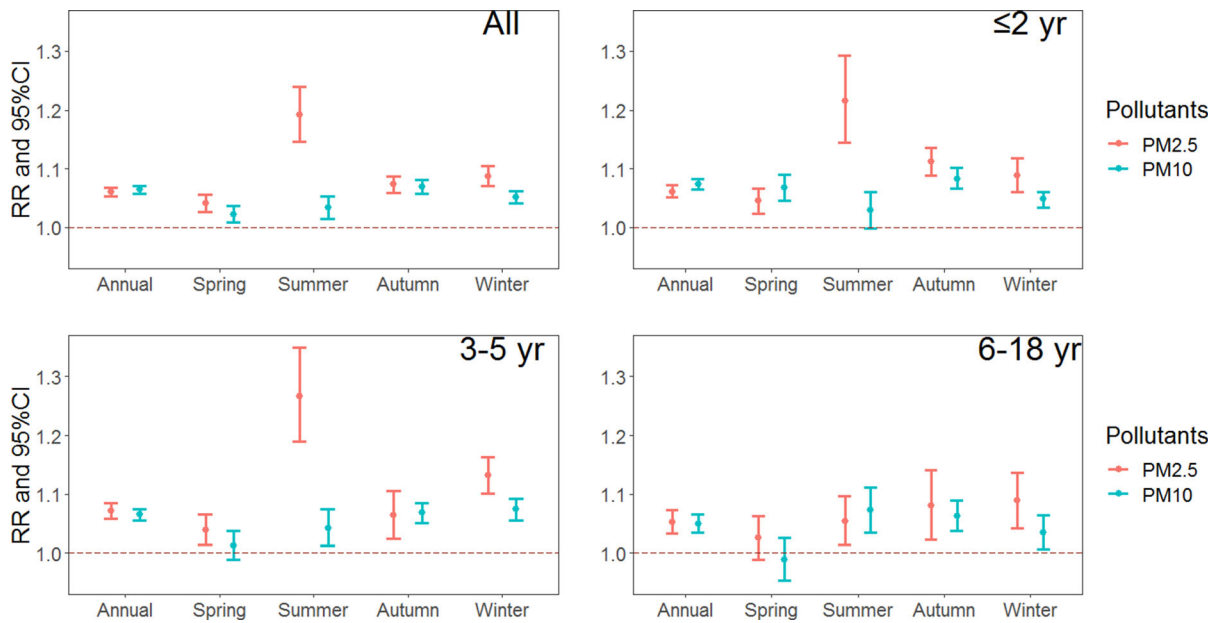 All
RR and 95%CI
1.3
1.2
1.1
1.0
Annual Spring Summer Autumn Winter
≤2 yr
1.3
1.2
1.1
1.0
Annual Spring Summer Autumn Winter
Pollutants
PM2.5
PM10
3-5 yr
RR and 95%CI
1.3
1.2
1.1
1.0
Annual Spring Summer Autumn Winter
6-18 yr
1.3
1.2
1.1
1.0
Annual Spring Summer Autumn Winter
Pollutants
PM2.5
PM10